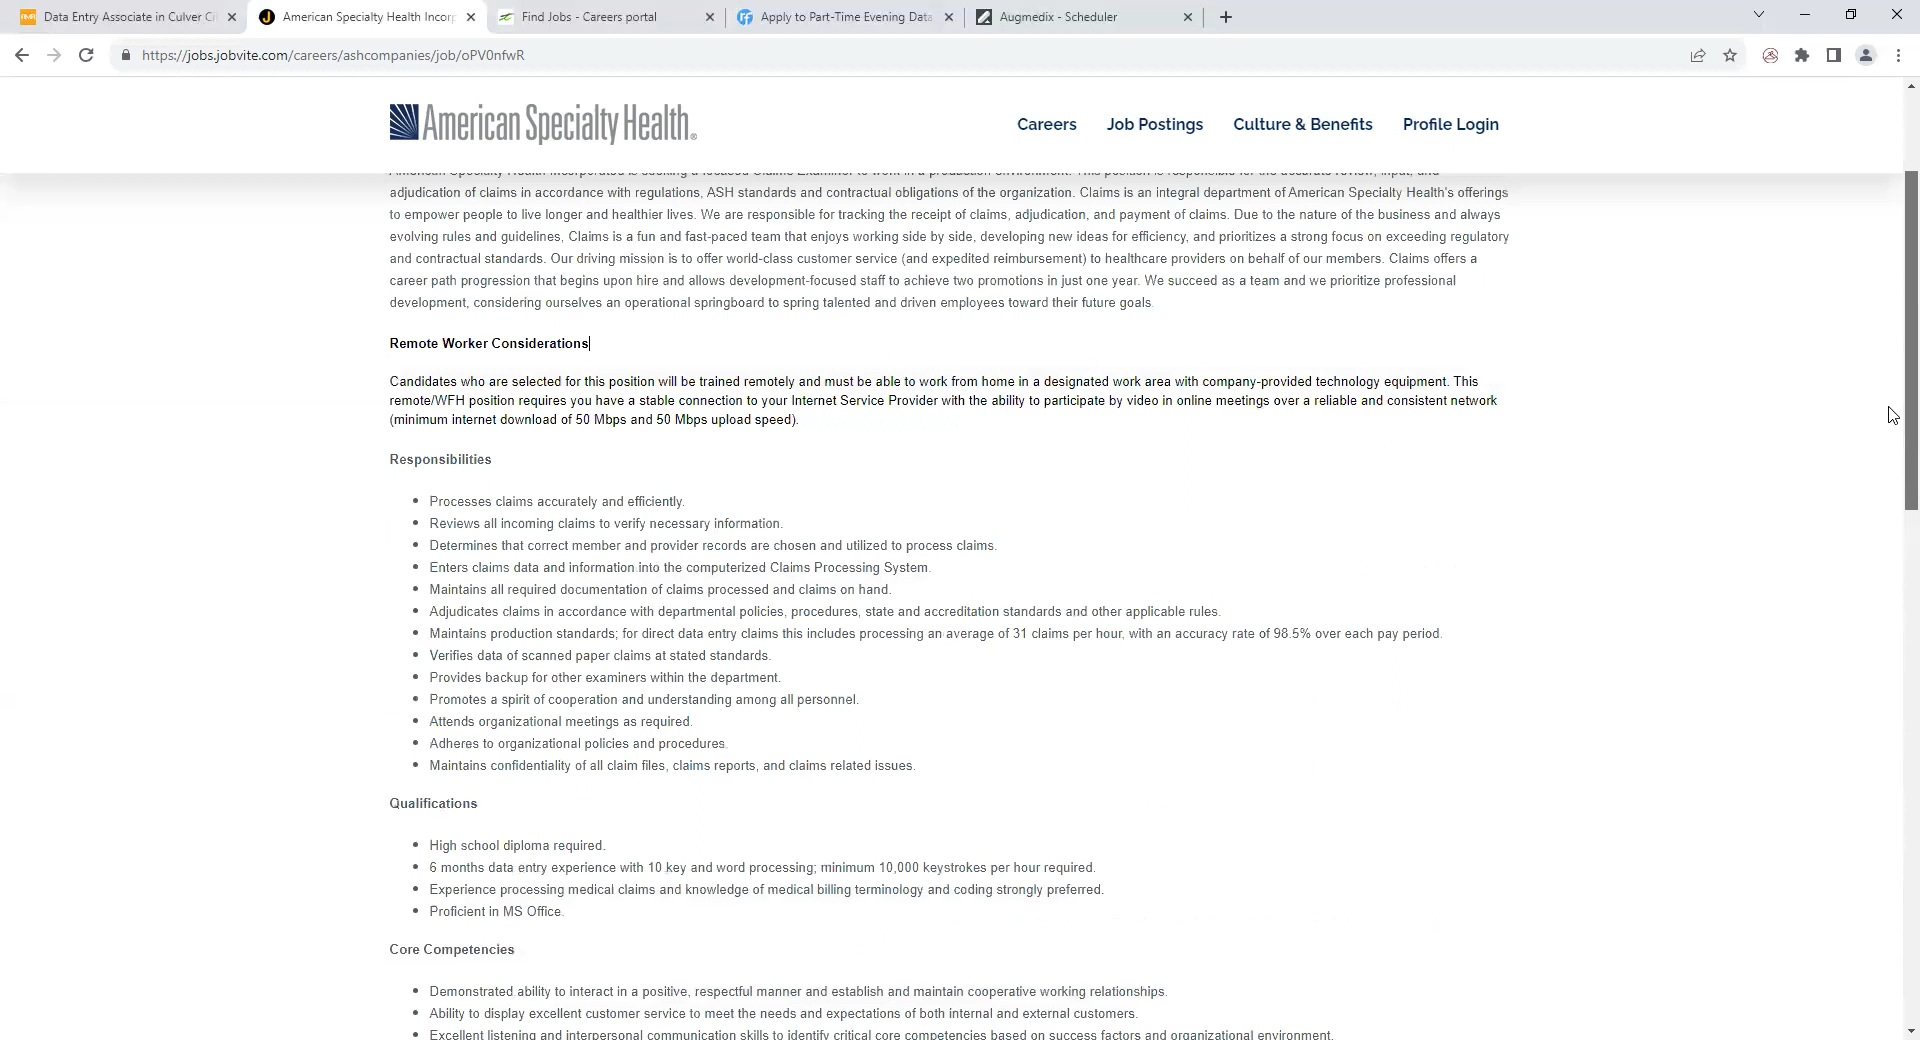 Data Entry Associate in Culver Ci
American Specialty Health Incorp
Find Jobs - Careers portal
Apply to Part-Time Evening Data
Augmedix - Scheduler
https://jobs.jobvite.com/careers/ashcompanies/job/oPV0nfwR
American Specialty Health®
Careers
Job Postings
Culture & Benefits
Profile Login
American Specialty Health Incorporated is seeking a focused Claims Examiner to work in a production environment. This position is responsible for the accurate review, input, and
adjudication of claims in accordance with regulations, ASH standards and contractual obligations of the organization. Claims is an integral department of American Specialty Health's offerings
to empower people to live longer and healthier lives. We are responsible for tracking the receipt of claims, adjudication, and payment of claims. Due to the nature of the business and always
evolving rules and guidelines, Claims is a fun and fast-paced team that enjoys working side by side, developing new ideas for efficiency, and prioritizes a strong focus on exceeding regulatory
and contractual standards. Our driving mission is to offer world-class customer service (and expedited reimbursement) to healthcare providers on behalf of our members. Claims offers a
career path progression that begins upon hire and allows development-focused staff to achieve two promotions in just one year. We succeed as a team and we prioritize professional
development, considering ourselves an operational springboard to spring talented and driven employees toward their future goals.
Remote Worker Considerations
Candidates who are selected for this position will be trained remotely and must be able to work from home in a designated work area with company-provided technology equipment. This
remote/WFH position requires you have a stable connection to your Internet Service Provider with the ability to participate by video in online meetings over a reliable and consistent network
(minimum internet download of 50 Mbps and 50 Mbps upload speed).
Responsibilities
• Processes claims accurately and efficiently.
• Reviews all incoming claims to verify necessary information.
• Determines that correct member and provider records are chosen and utilized to process claims.
• Enters claims data and information into the computerized Claims Processing System.
• Maintains all required documentation of claims processed and claims on hand.
• Adjudicates claims in accordance with departmental policies, procedures, state and accreditation standards and other applicable rules.
• Maintains production standards; for direct data entry claims this includes processing an average of 31 claims per hour, with an accuracy rate of 98.5% over each pay period.
• Verifies data of scanned paper claims at stated standards.
• Provides backup for other examiners within the department.
• Promotes a spirit of cooperation and understanding among all personnel.
• Attends organizational meetings as required.
• Adheres to organizational policies and procedures.
• Maintains confidentiality of all claim files, claims reports, and claims related issues.
Qualifications
• High school diploma required.
• 6 months data entry experience with 10 key and word processing; minimum 10,000 keystrokes per hour required.
• Experience processing medical claims and knowledge of medical billing terminology and coding strongly preferred.
• Proficient in MS Office.
Core Competencies
• Demonstrated ability to interact in a positive, respectful manner and establish and maintain cooperative working relationships.
• Ability to display excellent customer service to meet the needs and expectations of both internal and external customers.
• Excellent listening and interpersonal communication skills to identify critical core competencies based on success factors and organizational environment.